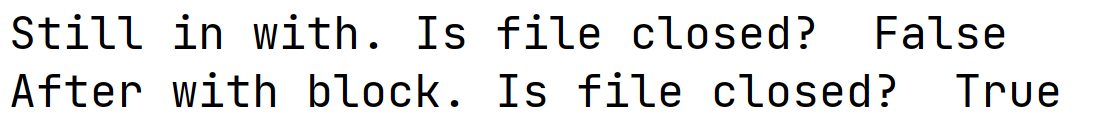 Still in with. Is file closed?  False
After with block. Is file closed?  True